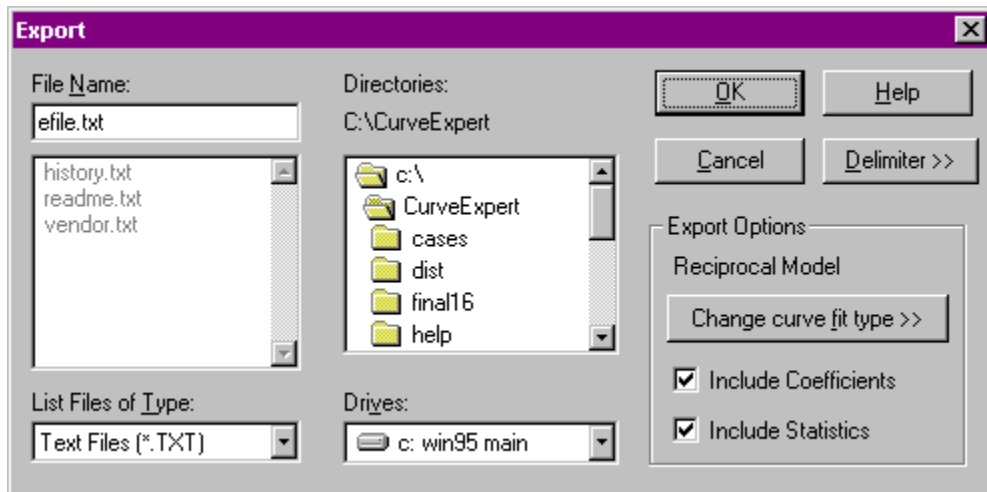 Export
File Name:
efile.txt
history.txt
readme.txt
vendor.txt
List Files of Type:
Text Files (*.TXT)
Directories:
C:\CurveExpert
c:\
CurveExpert
cases
dist
final16
help
Drives:
c: win95 main
OK
Help
Cancel
Delimiter >>
Export Options
Reciprocal Model
Change curve fit type >>
Include Coefficients
Include Statistics